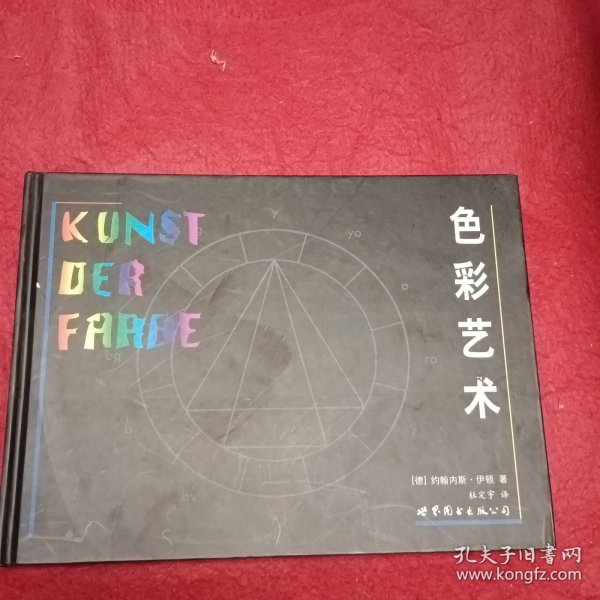 KUNST
DER
FARBE
色彩艺术
y
yg
yo
ro
bg
bv
[德] 约翰内斯·伊顿 著
杜定宇 译
世界图书出版公司
孔夫子旧书网
www.kongfz.com